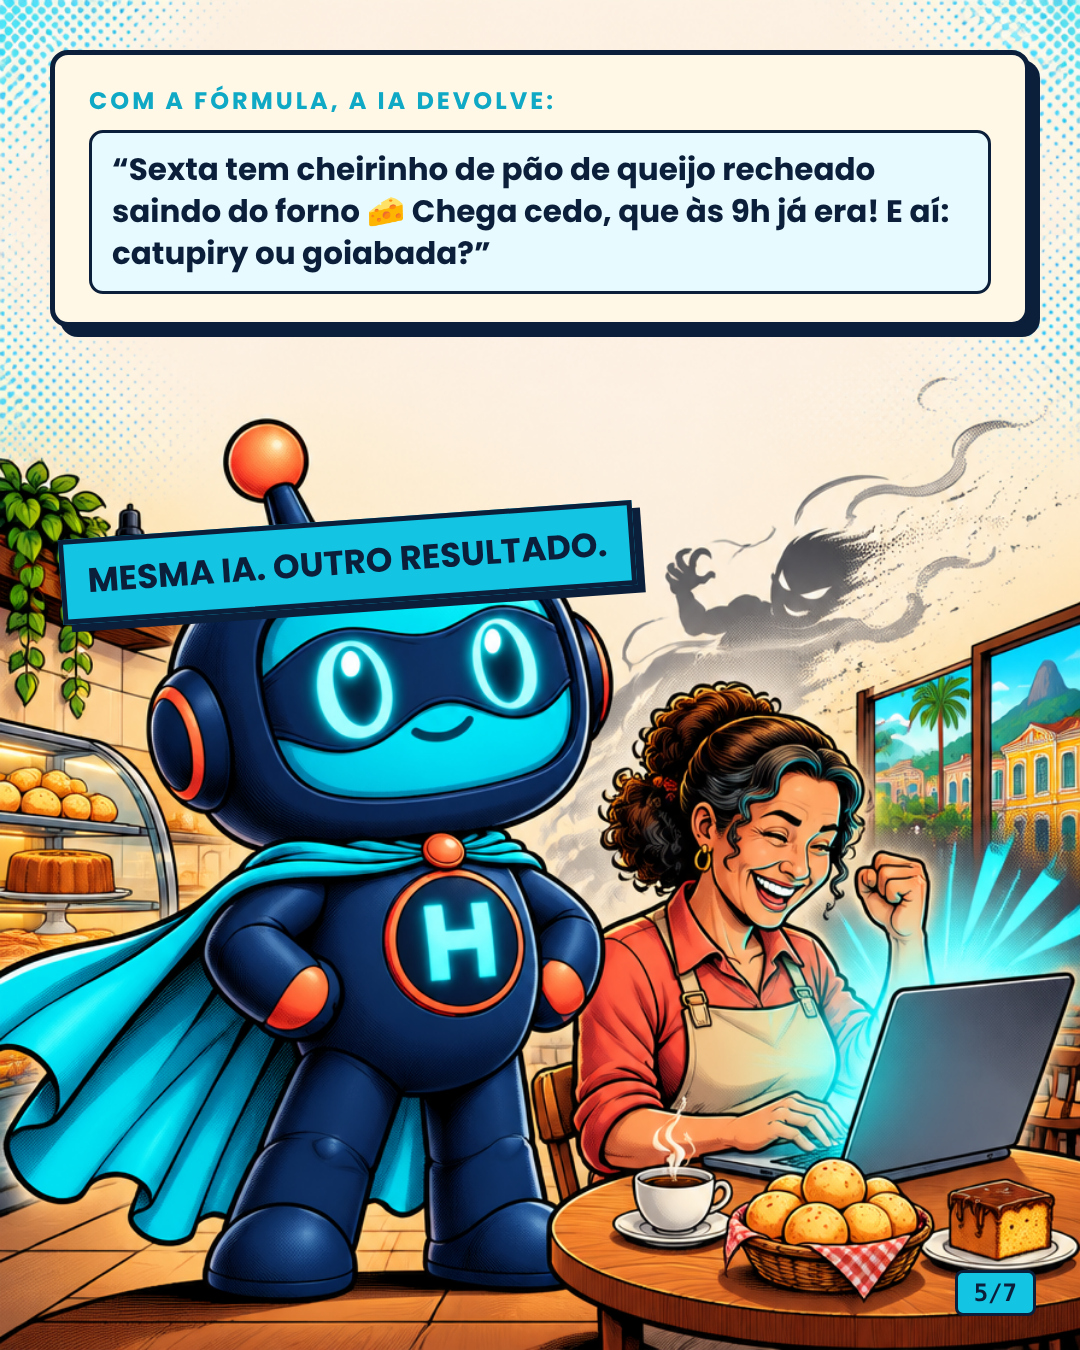 COM A FÓRMULA, A IA DEVOLVE:
“Sexta tem cheirinho de pão de queijo recheado
saindo do forno 🧀 Chega cedo, que às 9h já era! E aí:
catupiry ou goiabada?”
MESMA IA. OUTRO RESULTADO.
H
5/7